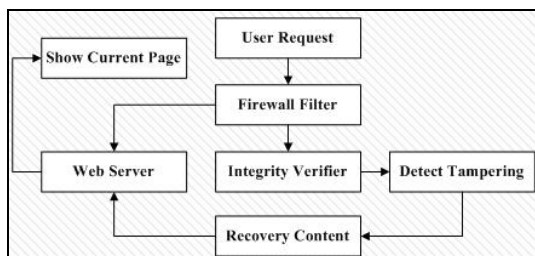 User Request
Show Current Page
Firewall Filter
Web Server
Integrity Verifier
Detect Tampering
Recovery Content